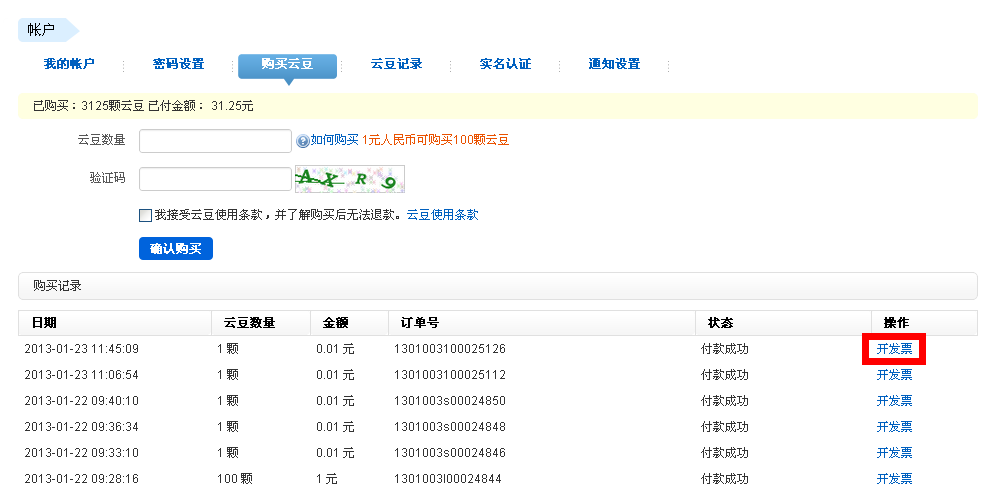 帐户
我的帐户 密码设置 购买云豆 云豆记录 实名认证 通知设置
已购买：3125颗云豆 已付金额： 31.25元
云豆数量 如何购买 1元人民币可购买100颗云豆
验证码 AXR9
我接受云豆使用条款，并了解购买后无法退款。云豆使用条款
确认购买
购买记录
日期 云豆数量 金额 订单号 状态 操作
2013-01-23 11:45:09 1 颗 0.01 元 1301003100025126 付款成功 开发票
2013-01-23 11:06:54 1 颗 0.01 元 1301003100025112 付款成功 开发票
2013-01-22 09:40:10 1 颗 0.01 元 1301003s00024850 付款成功 开发票
2013-01-22 09:36:34 1 颗 0.01 元 1301003s00024848 付款成功 开发票
2013-01-22 09:33:10 1 颗 0.01 元 1301003s00024846 付款成功 开发票
2013-01-22 09:28:16 100 颗 1 元 1301003l00024844 付款成功 开发票